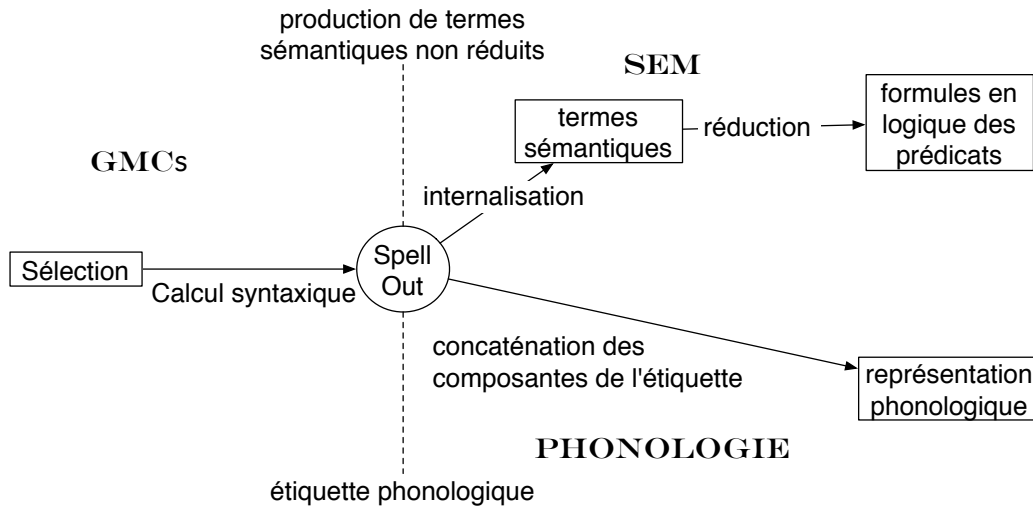 production de termes
sémantiques non réduits
SEM
formules en
logique des
prédicats
termes
sémantiques
réduction
GMCs
internalisation
Spell
Out
Sélection
Calcul syntaxique
concaténation des
composantes de l'étiquette
représentation
phonologique
PHONOLOGIE
étiquette phonologique